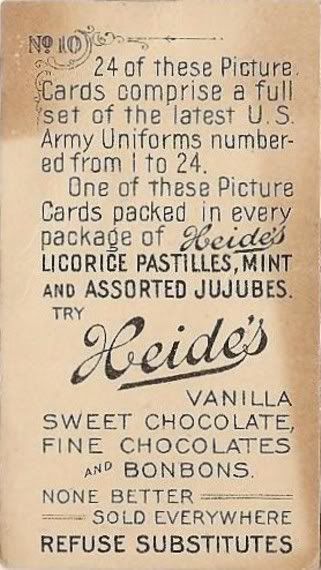 No 10
24 of these Picture
Cards comprise a full
set of the latest U.S.
Army Uniforms number-
ed from 1 to 24.
One of these Picture
Cards packed in every
package of Heide's
LICORICE PASTILLES, MINT
AND ASSORTED JUJUBES.
TRY
Heide's
VANILLA
SWEET CHOCOLATE,
FINE CHOCOLATES
AND BONBONS.
NONE BETTER
SOLD EVERYWHERE
REFUSE SUBSTITUTES